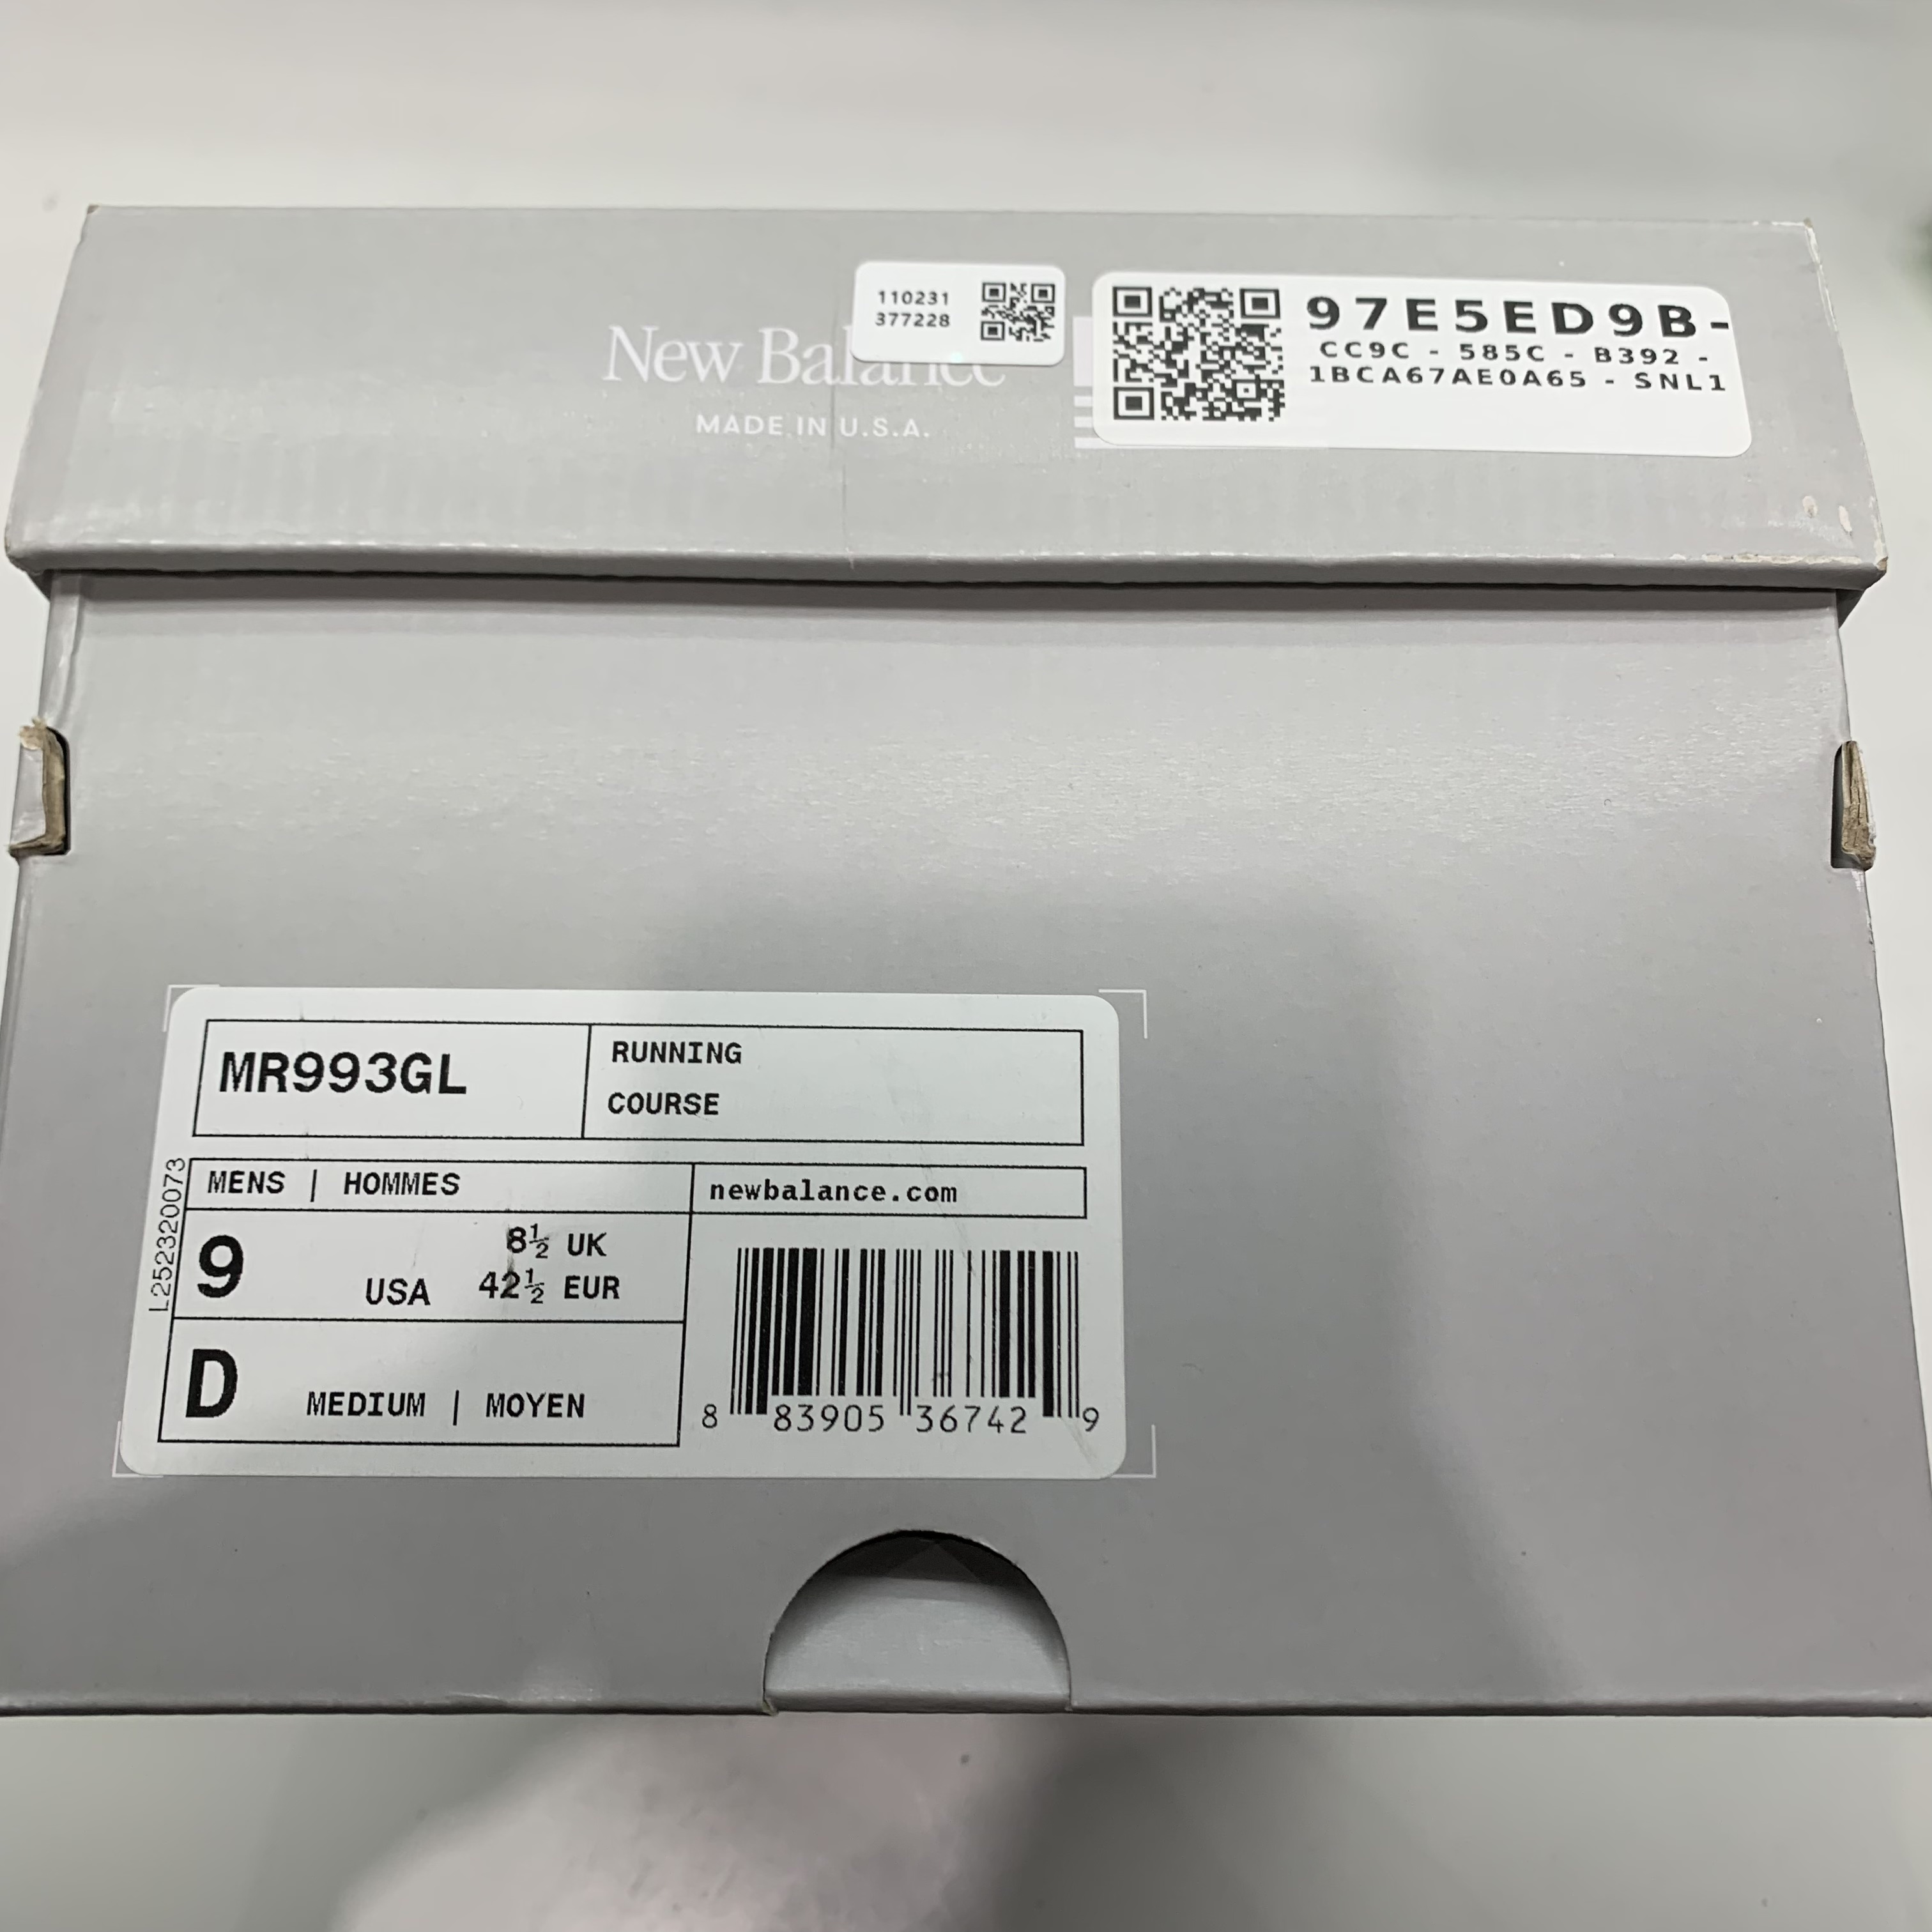 110231
377228
97E5ED9B-
CC9C - 585C - B392 -
1BCA67AE0A65 - SNL1
New Balance
MADE IN U.S.A.
MR993GL
RUNNING
COURSE
L252320073
MENS | HOMMES
newbalance.com
9 USA 8½ UK
42½ EUR
D MEDIUM | MOYEN
8 83905 36742 9